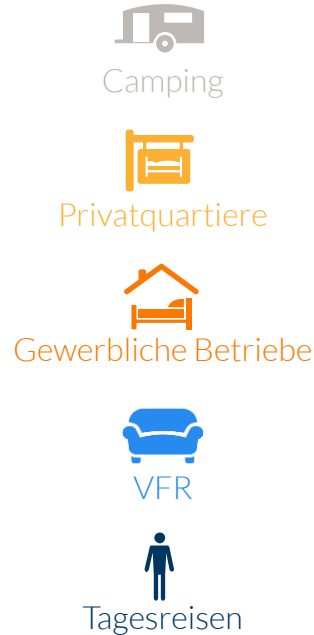 Camping
Privatquartiere
Gewerbliche Betriebe
VFR
Tagesreisen